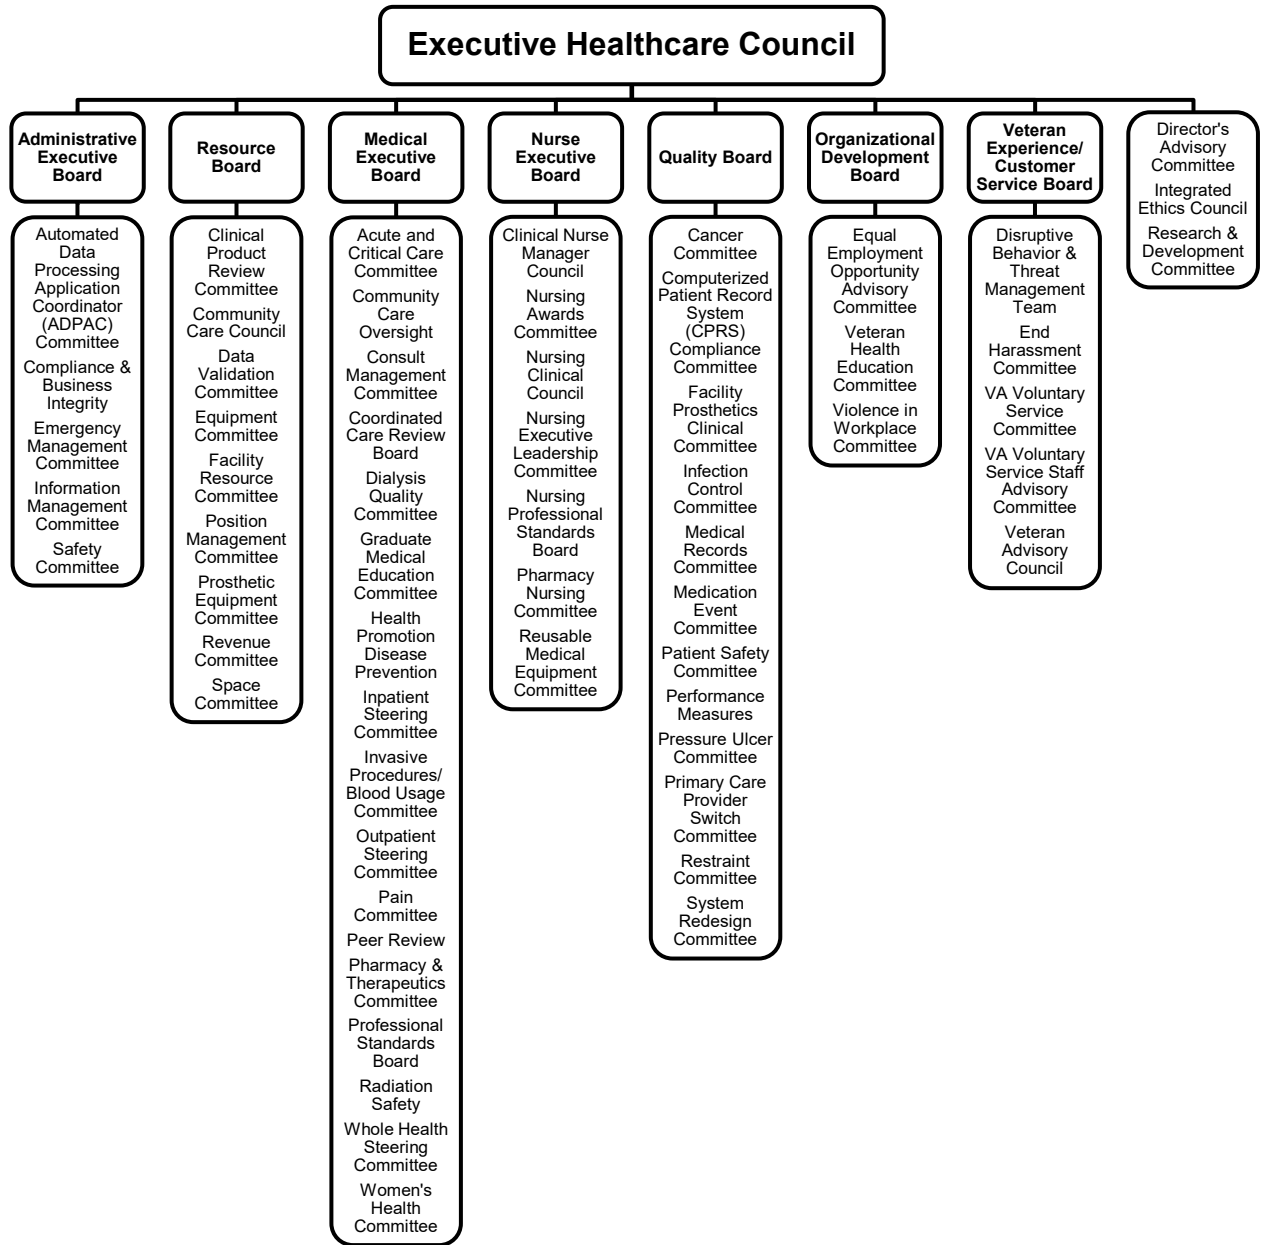 Executive Healthcare Council
Administrative
Executive
Board
Resource
Board
Medical
Executive
Board
Nurse
Executive
Board
Quality Board
Organizational
Development
Board
Veteran
Experience/
Customer
Service Board
Director's
Advisory
Committee
Integrated
Ethics Council
Research &
Development
Committee
Automated
Data
Processing
Application
Coordinator
(ADPAC)
Committee
Compliance &
Business
Integrity
Emergency
Management
Committee
Information
Management
Committee
Safety
Committee
Clinical
Product
Review
Committee
Community
Care Council
Data
Validation
Committee
Equipment
Committee
Facility
Resource
Committee
Position
Management
Committee
Prosthetic
Equipment
Committee
Revenue
Committee
Space
Committee
Acute and
Critical Care
Committee
Community
Care
Oversight
Consult
Management
Committee
Coordinated
Care Review
Board
Dialysis
Quality
Committee
Graduate
Medical
Education
Committee
Health
Promotion
Disease
Prevention
Inpatient
Steering
Committee
Invasive
Procedures/
Blood Usage
Committee
Outpatient
Steering
Committee
Pain
Committee
Peer Review
Pharmacy &
Therapeutics
Committee
Professional
Standards
Board
Radiation
Safety
Whole Health
Steering
Committee
Women's
Health
Committee
Clinical Nurse
Manager
Council
Nursing
Awards
Committee
Nursing
Clinical
Council
Nursing
Executive
Leadership
Committee
Nursing
Professional
Standards
Board
Pharmacy
Nursing
Committee
Reusable
Medical
Equipment
Committee
Cancer
Committee
Computerized
Patient Record
System
(CPRS)
Compliance
Committee
Facility
Prosthetics
Clinical
Committee
Infection
Control
Committee
Medical
Records
Committee
Medication
Event
Committee
Patient Safety
Committee
Performance
Measures
Pressure Ulcer
Committee
Primary Care
Provider
Switch
Committee
Restraint
Committee
System
Redesign
Committee
Equal
Employment
Opportunity
Advisory
Committee
Veteran
Health
Education
Committee
Violence in
Workplace
Committee
Disruptive
Behavior &
Threat
Management
Team
End
Harassment
Committee
VA Voluntary
Service
Committee
VA Voluntary
Service Staff
Advisory
Committee
Veteran
Advisory
Council